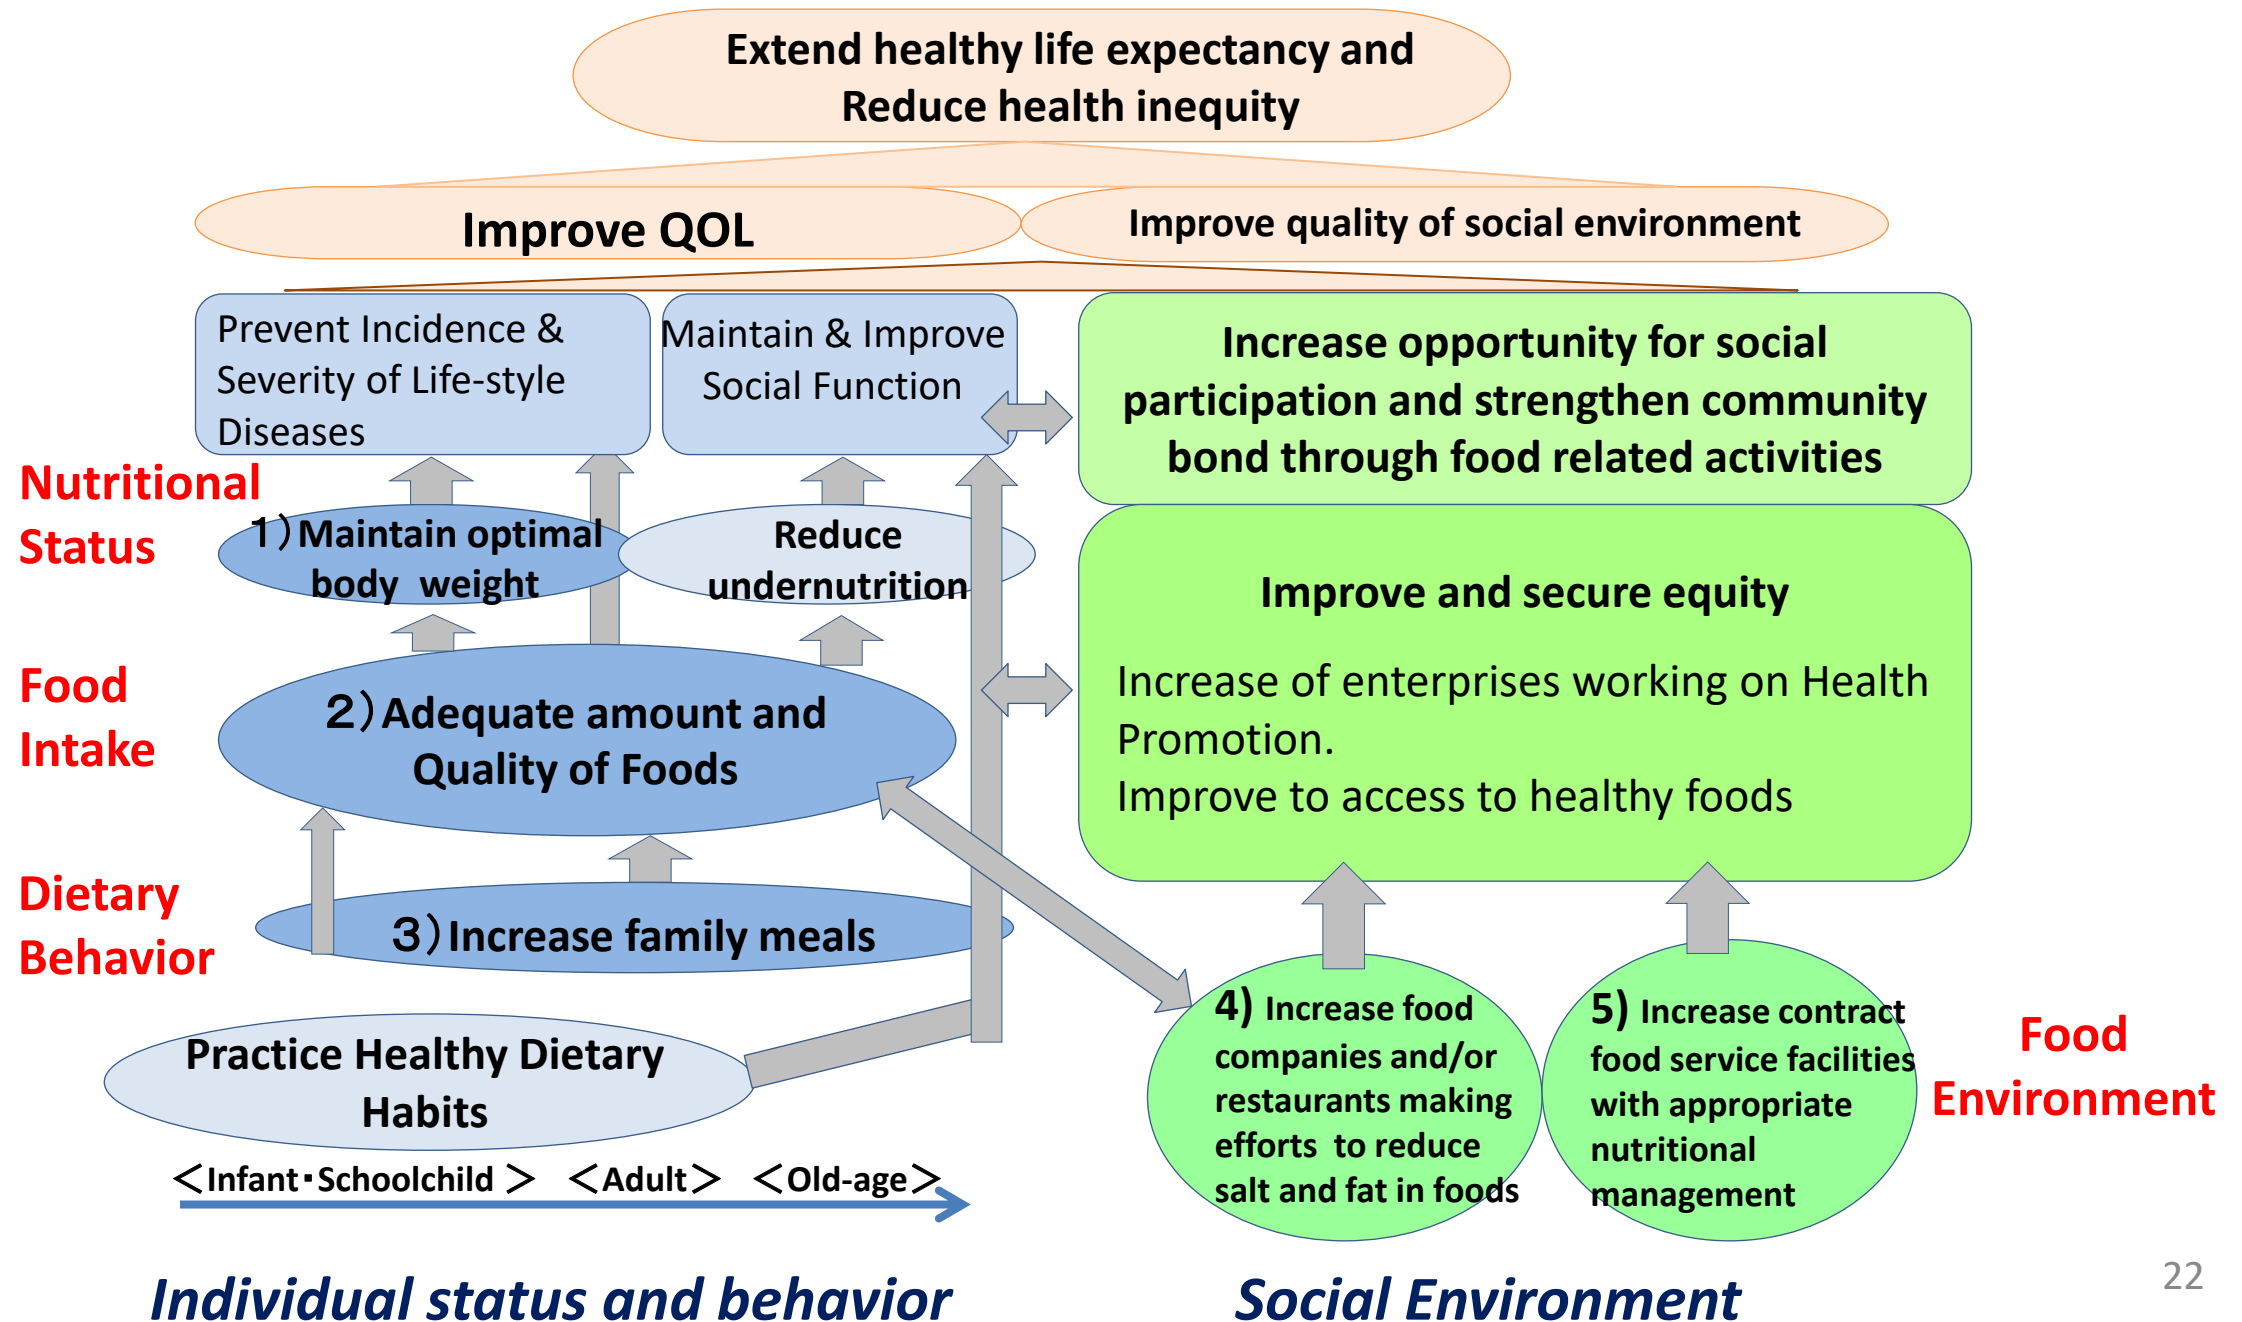 Extend healthy life expectancy and
Reduce health inequity
Improve QOL
Improve quality of social environment
Prevent Incidence &
Severity of Life-style
Diseases
Maintain & Improve
Social Function
Increase opportunity for social
participation and strengthen community
bond through food related activities
Nutritional
Status
1）Maintain optimal
body weight
Reduce
undernutrition
Improve and secure equity
Increase of enterprises working on Health
Promotion.
Improve to access to healthy foods
Food
Intake
2）Adequate amount and
Quality of Foods
Dietary
Behavior
3）Increase family meals
Practice Healthy Dietary
Habits
4) Increase food
companies and/or
restaurants making
efforts to reduce
salt and fat in foods
5) Increase contract
food service facilities
with appropriate
nutritional
management
Food
Environment
＜Infant・Schoolchild ＞ ＜Adult＞ ＜Old-age＞
Individual status and behavior
Social Environment
22